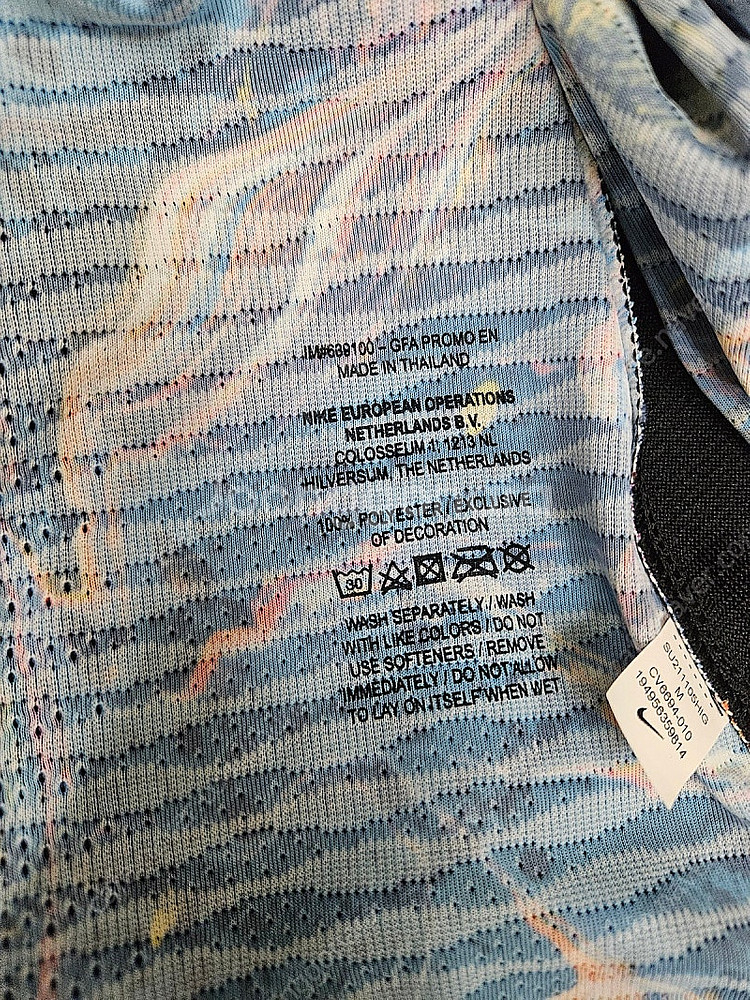 IM#639100 - GFA PROMO EN
MADE IN THAILAND
NIKE EUROPEAN OPERATIONS
NETHERLANDS B.V.
COLOSSEUM 1, 1213 NL
HILVERSUM, THE NETHERLANDS
100% POLYESTER / EXCLUSIVE
OF DECORATION
30
WASH SEPARATELY / WASH
WITH LIKE COLORS / DO NOT
USE SOFTENERS / REMOVE
IMMEDIATELY / DO NOT ALLOW
TO LAY ON ITSELF WHEN WET
M
CV9694-010